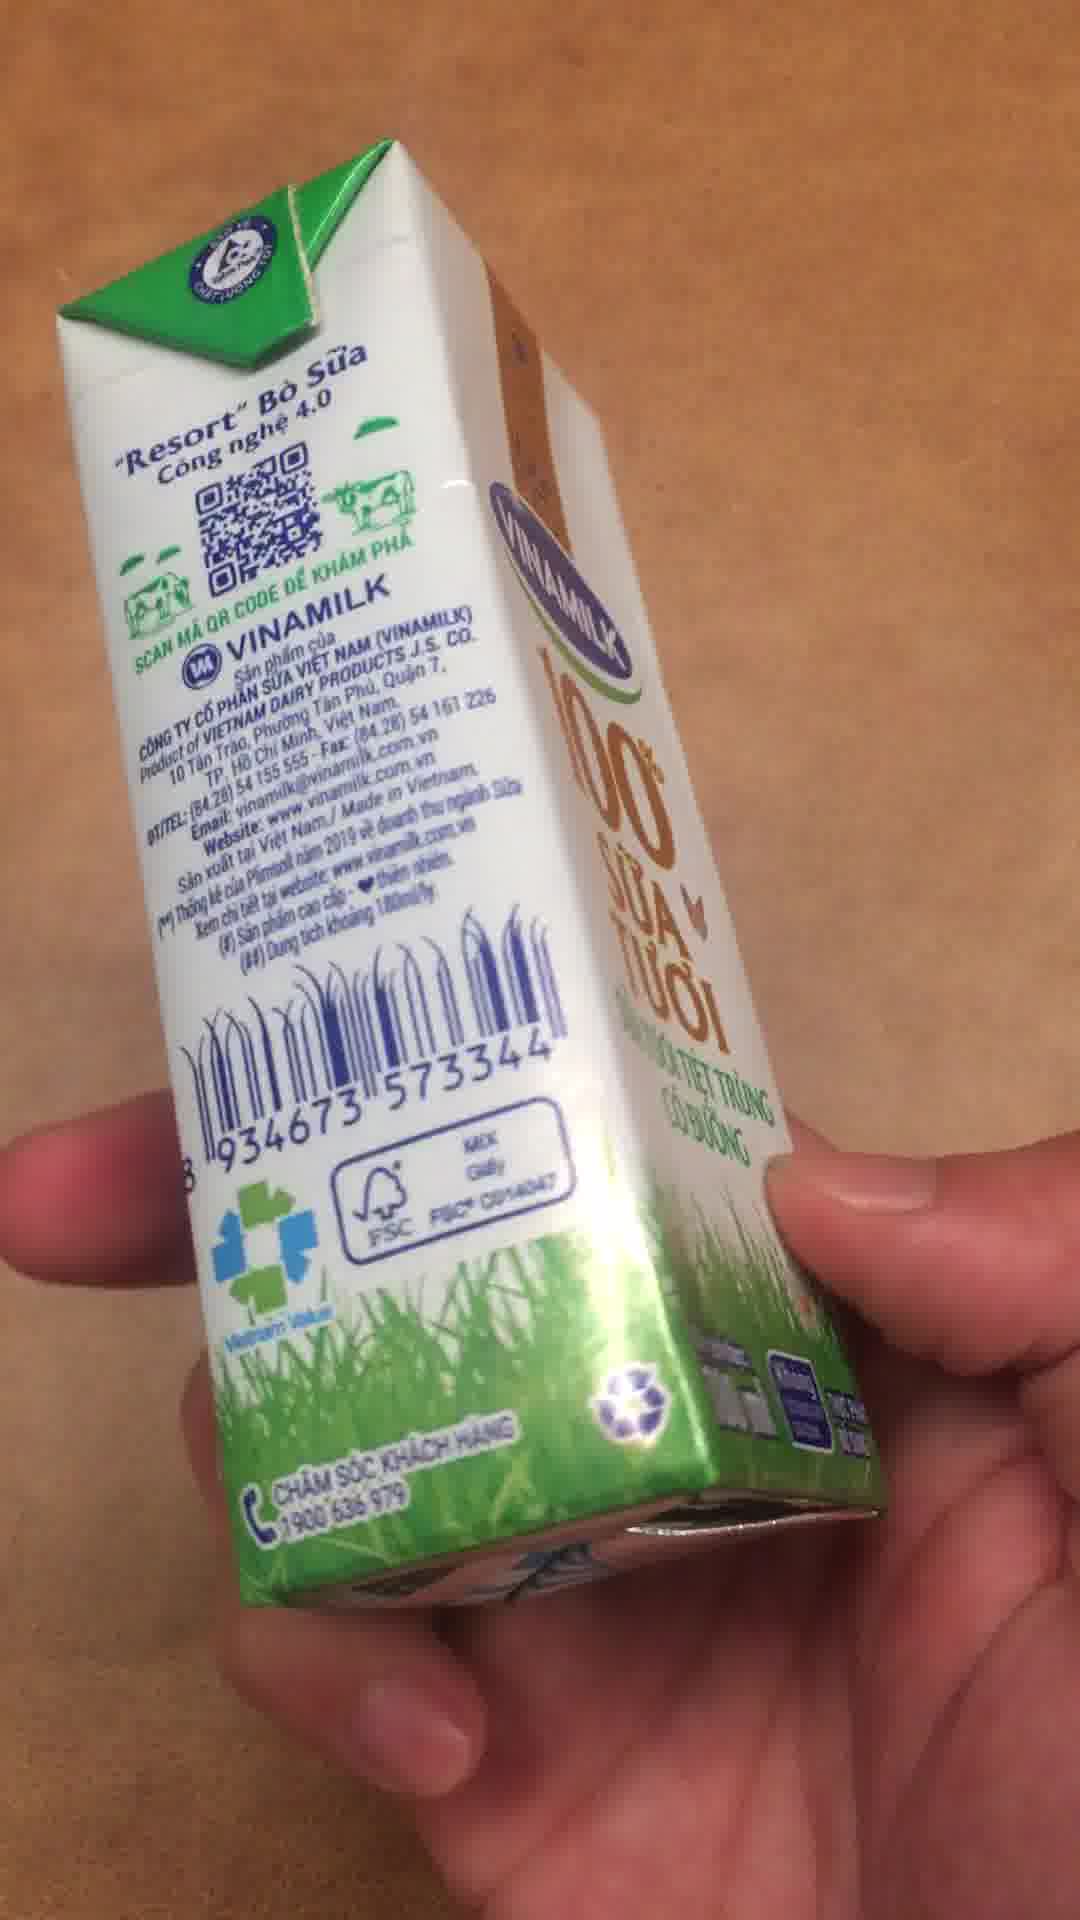 CHẤT LƯỢNG TỐT
"Resort" Bò Sữa
Công nghệ 4.0
SCAN MÃ QR CODE ĐỂ KHÁM PHÁ
VINAMILK
Sản phẩm của
CÔNG TY CỔ PHẦN SỮA VIỆT NAM (VINAMILK)
Product of VIETNAM DAIRY PRODUCTS J.S. CO.
10 Tân Trào, Phường Tân Phú, Quận 7,
TP. Hồ Chí Minh, Việt Nam.
ĐT/TEL: (84.28) 54 155 555 - Fax: (84.28) 54 161 226
Email: vinamilk@vinamilk.com.vn
Website: www.vinamilk.com.vn
Sản xuất tại Việt Nam./ Made in Vietnam.
(**) Thống kê của Plimsoll năm 2019 về doanh thu ngành Sữa
Xem chi tiết tại website: www.vinamilk.com.vn
(#) Sản phẩm cao cấp - ♥ thiên nhiên.
(##) Dung tích khoảng 180ml/ly.
8 934673 573344
FSC
MIX
Giấy
FSC® C014047
Vietnam Value
CHĂM SÓC KHÁCH HÀNG
1900 636 979
VINAMILK
100%
SỮA
TƯƠI
TIỆT TRÙNG
CÓ ĐƯỜNG